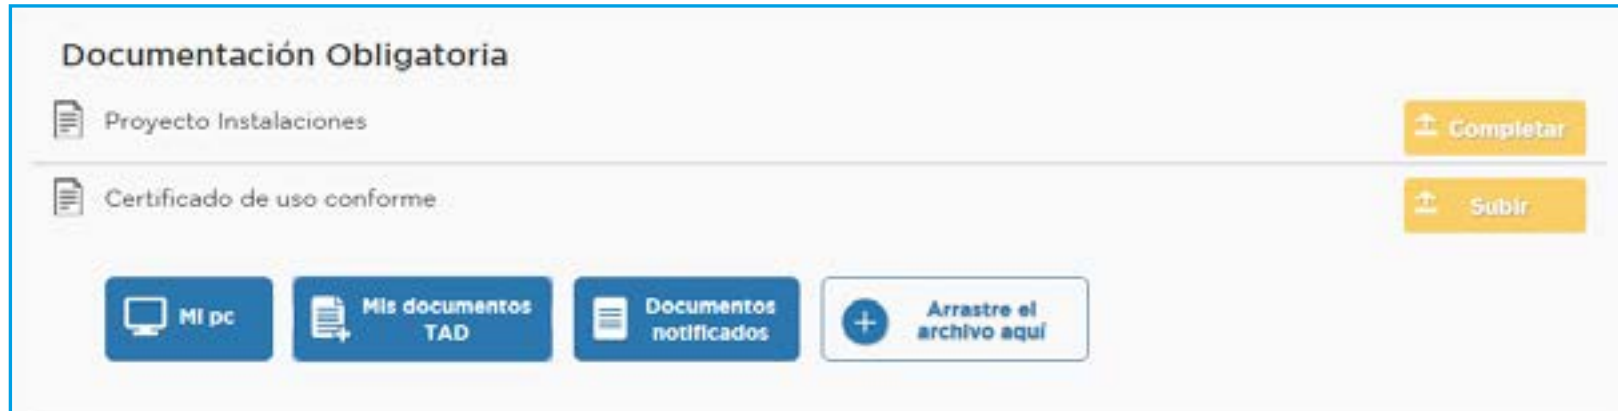 Documentación Obligatoria
Proyecto Instalaciones
Completar
Certificado de uso conforme
Subir
Mi pc
Mis documentos
TAD
Documentos
notificados
Arrastre el
archivo aquí